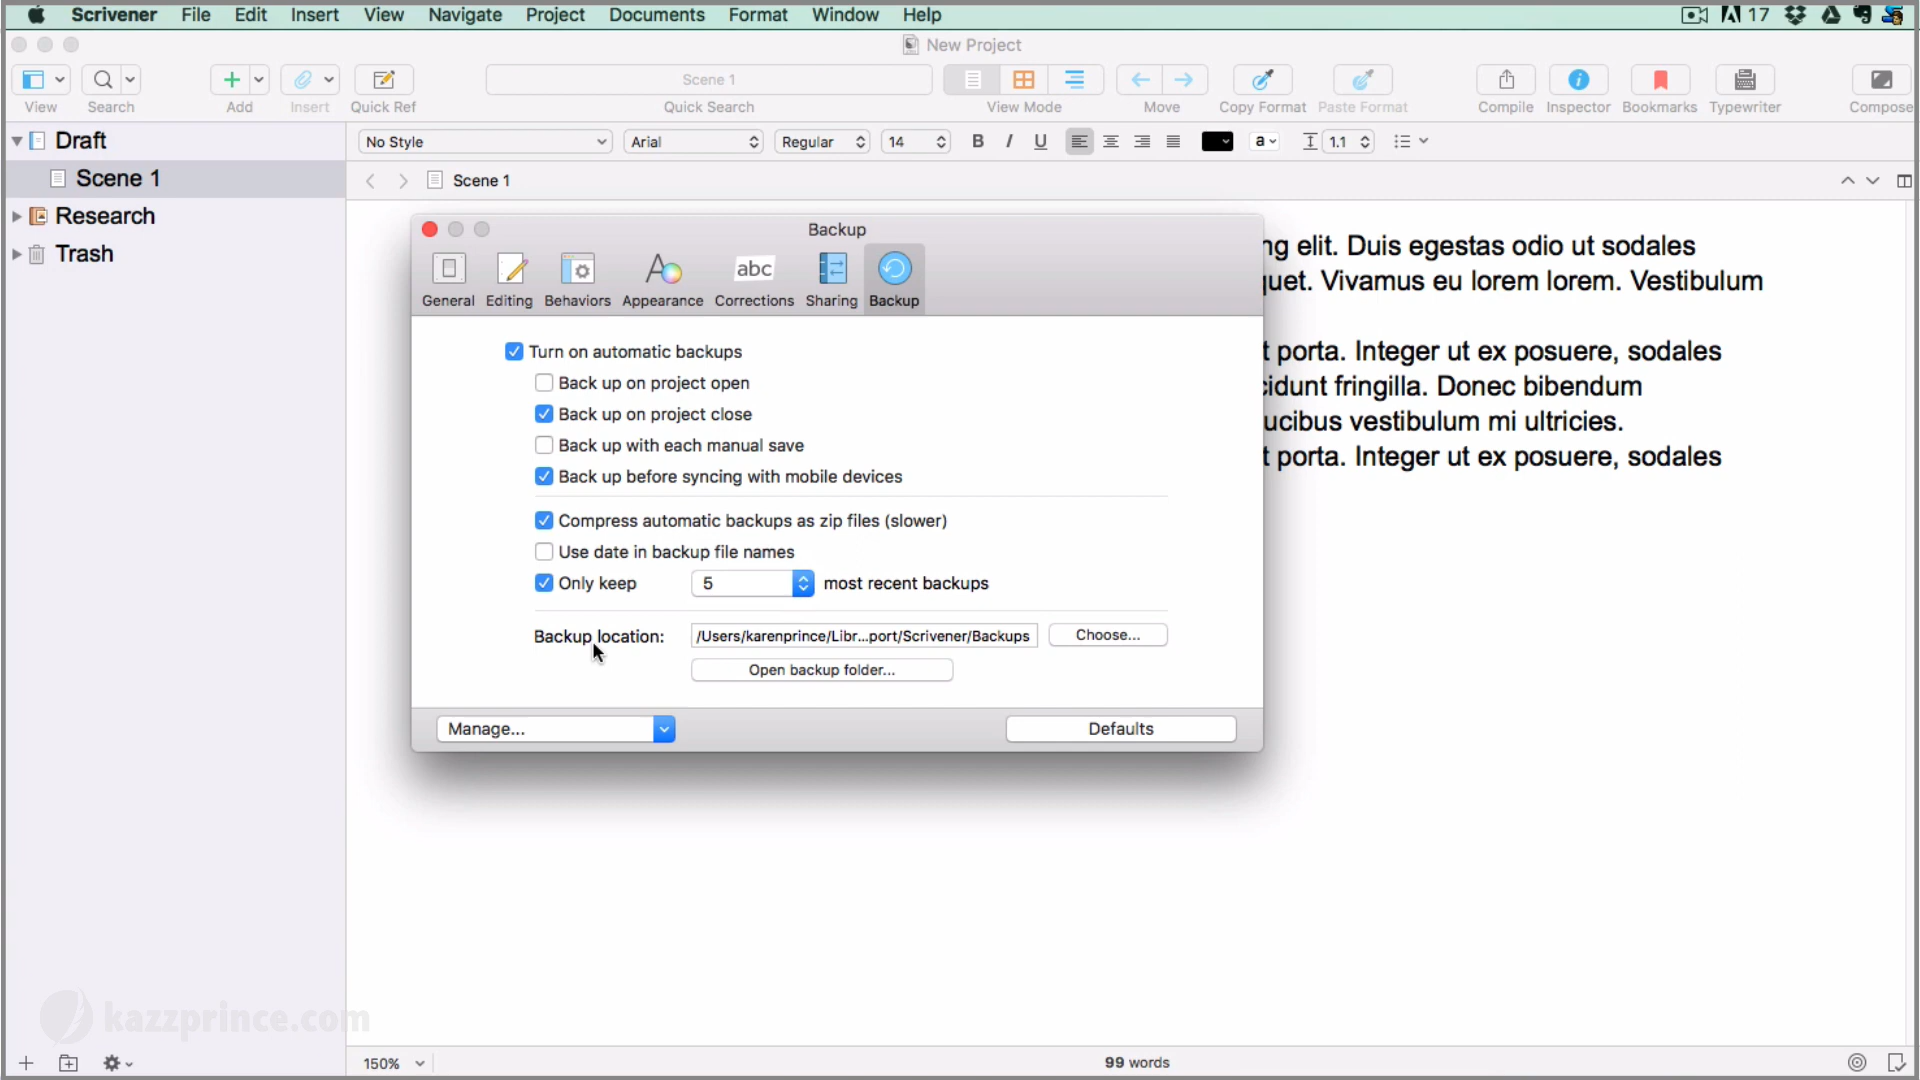 Scrivener File Edit Insert View Navigate Project Documents Format Window Help 17
New Project
Scene 1
View Search Add Insert Quick Ref Quick Search View Mode Move Copy Format Paste Format Compile Inspector Bookmarks Typewriter Compose
Draft
No Style Arial Regular 14 B I U a 1.1
Scene 1
Scene 1
Research
Trash
Backup
General Editing Behaviors Appearance abc Corrections Sharing Backup
ng elit. Duis egestas odio ut sodales
quet. Vivamus eu lorem lorem. Vestibulum
t porta. Integer ut ex posuere, sodales
cidunt fringilla. Donec bibendum
ucibus vestibulum mi ultricies.
t porta. Integer ut ex posuere, sodales
Turn on automatic backups
Back up on project open
Back up on project close
Back up with each manual save
Back up before syncing with mobile devices
Compress automatic backups as zip files (slower)
Use date in backup file names
Only keep 5 most recent backups
Backup location: /Users/karenprince/Libr...port/Scrivener/Backups Choose...
Open backup folder...
Manage... Defaults
kazzprince.com
150% 99 words